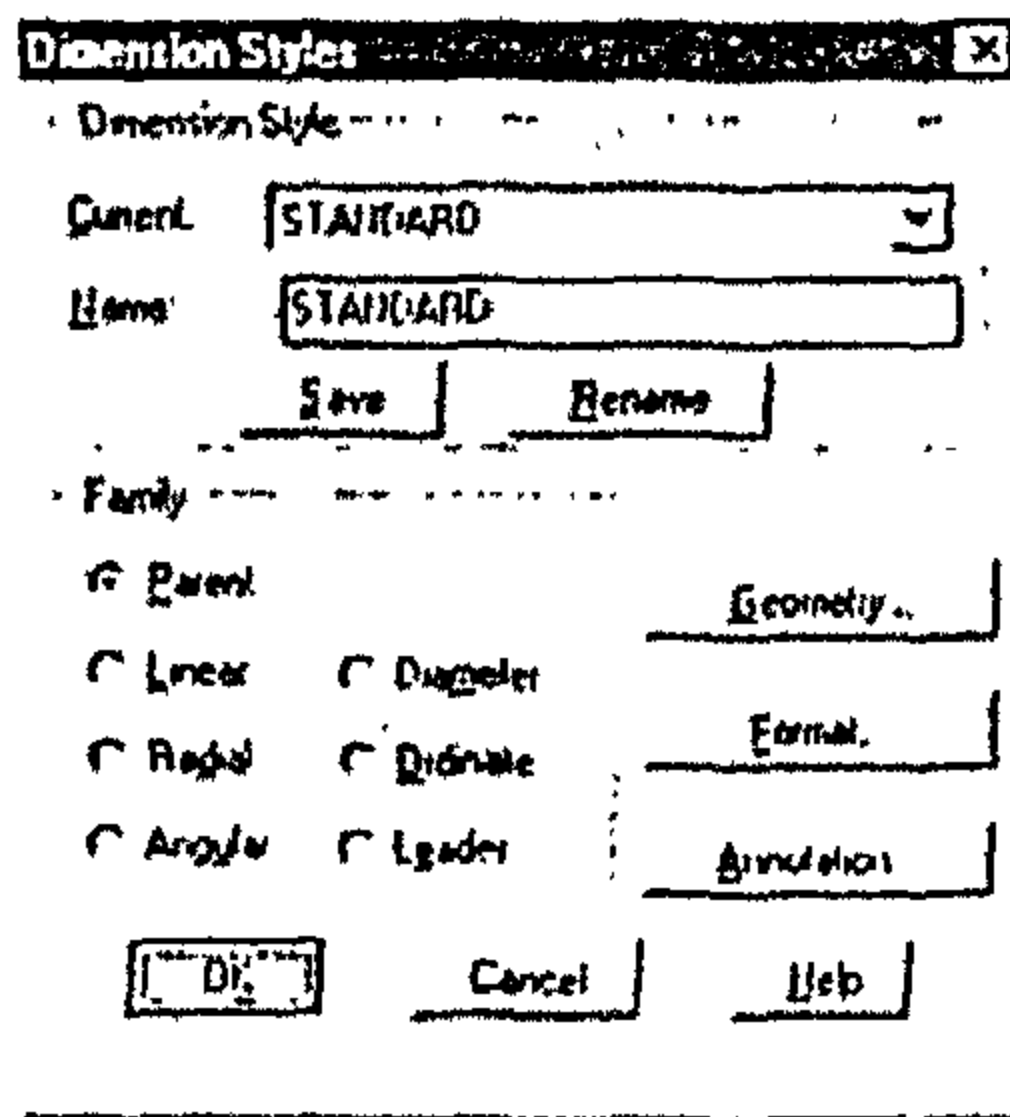 Dimension Styles
Dimension Style
Current:
STANDARD
Name:
STANDARD
Save
Rename
Family
Parent
Geometry...
Linear
Diameter
Format...
Radial
Ordinate
Angular
Leader
Annotation...
OK
Cancel
Help